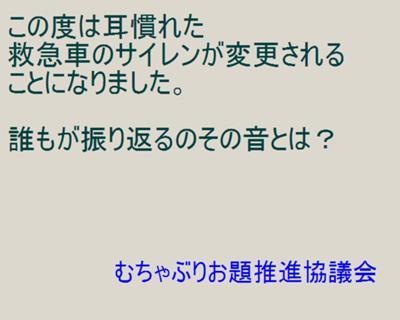 この度は耳慣れた
救急車のサイレンが変更される
ことになりました。
誰もが振り返るのその音とは？
むちゃぶりお題推進協議会